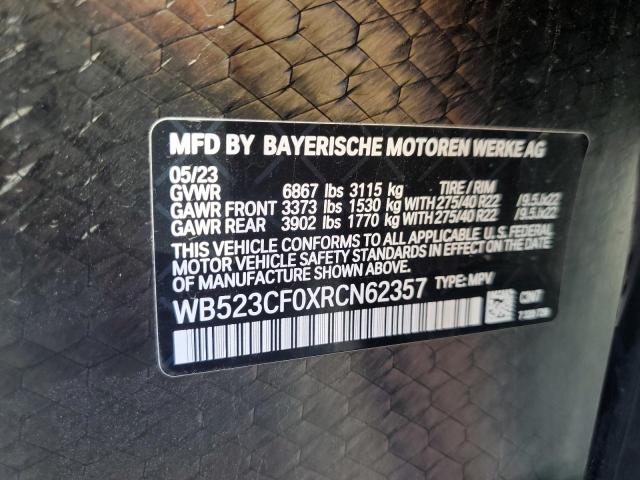 MFD BY BAYERISCHE MOTOREN WERKE AG
05/23
GVWR 6867 lbs 3115 kg TIRE / RIM
GAWR FRONT 3373 lbs 1530 kg WITH 275/40 R22 /9.5Jx22
GAWR REAR 3902 lbs 1770 kg WITH 275/40 R22 /9.5Jx22
THIS VEHICLE CONFORMS TO ALL APPLICABLE U. S. FEDERAL
MOTOR VEHICLE SAFETY STANDARDS IN EFFECT ON THE DATE
OF MANUFACTURE SHOWN ABOVE.
WB523CF0XRCN62357 TYPE: MPV